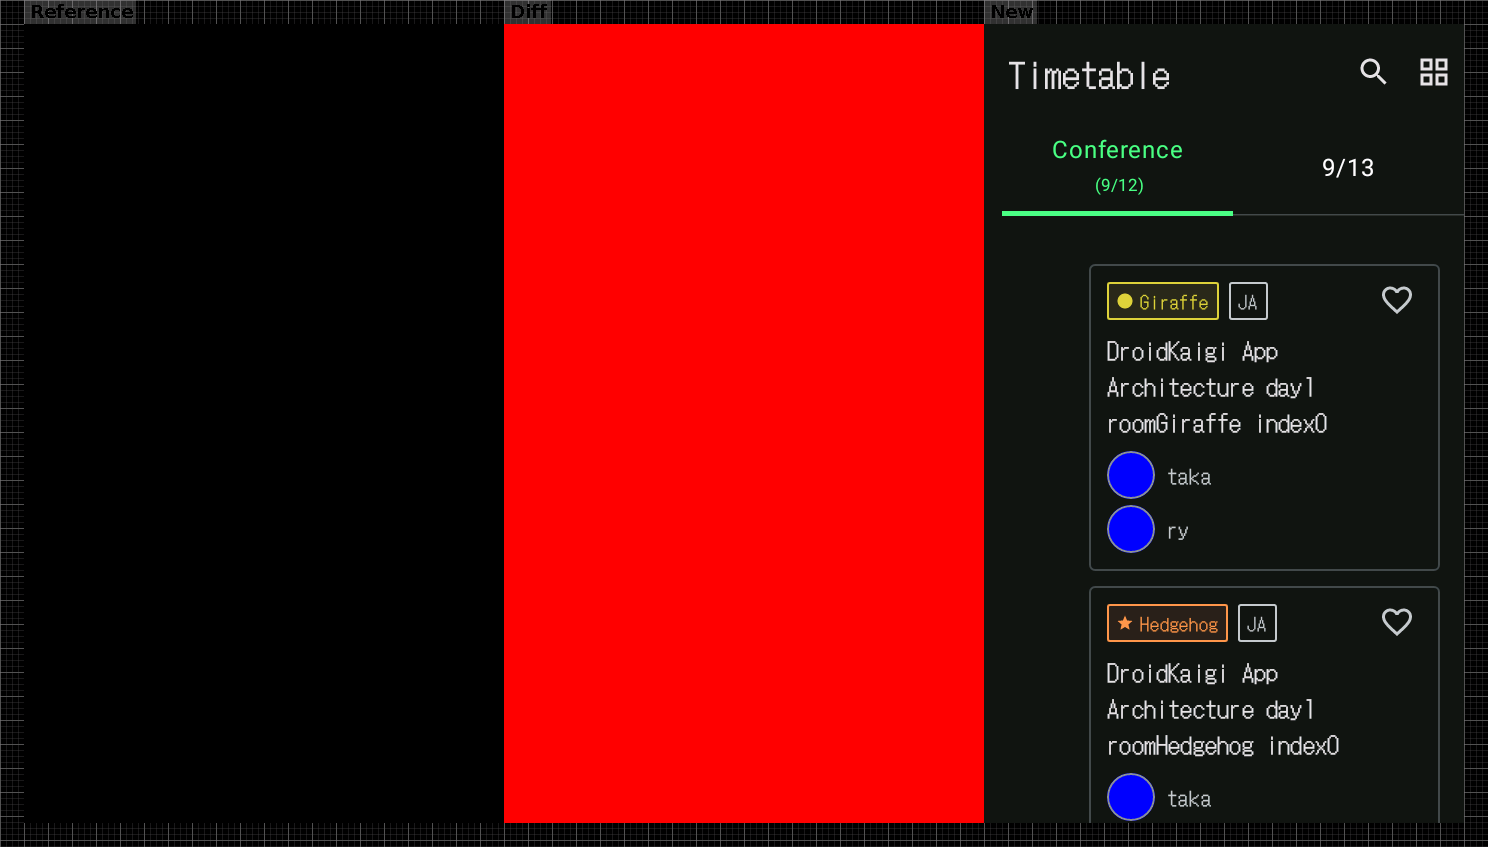 Reference
Diff
New
Timetable
Conference
(9/12)
9/13
Giraffe
JA
DroidKaigi App
Architecture day1
roomGiraffe index0
taka
ry
Hedgehog
JA
DroidKaigi App
Architecture day1
roomHedgehog index0
taka